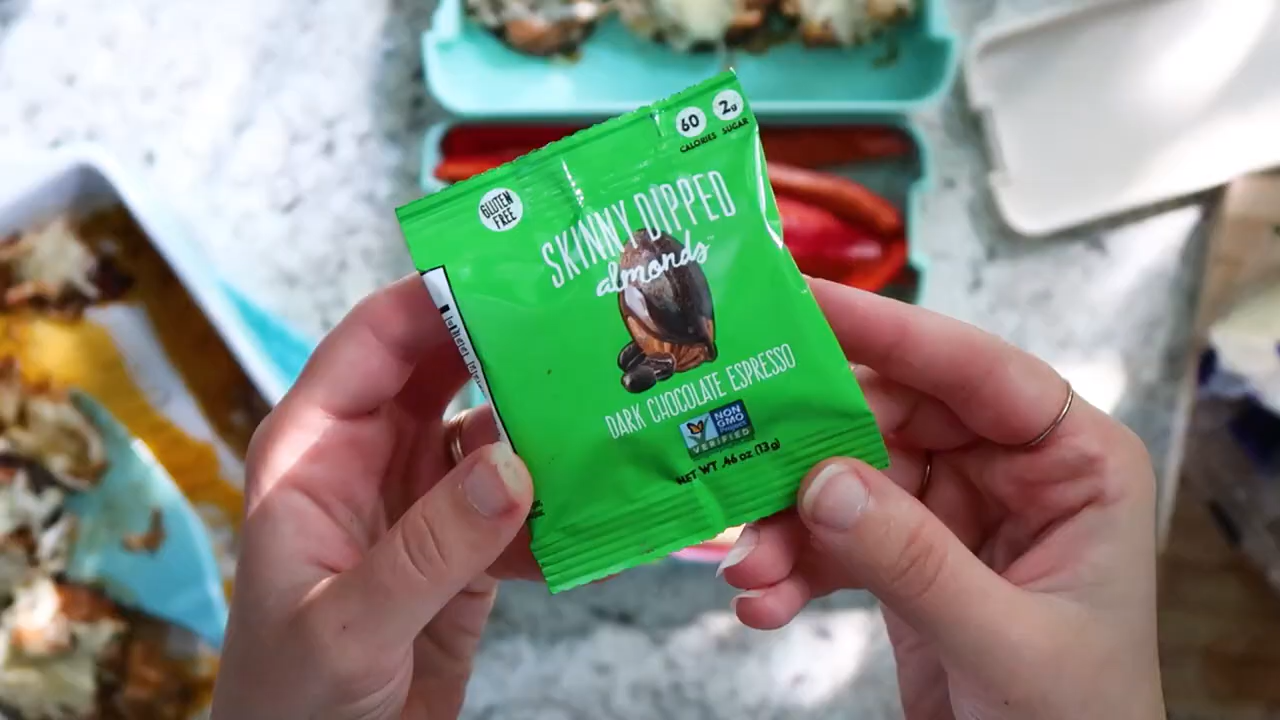 60
CALORIES
2g
SUGAR
GLUTEN
FREE
SKINNY DIPPED
almonds
DARK CHOCOLATE ESPRESSO
NON
GMO
Project
VERIFIED
NET WT .46 oz (13g)